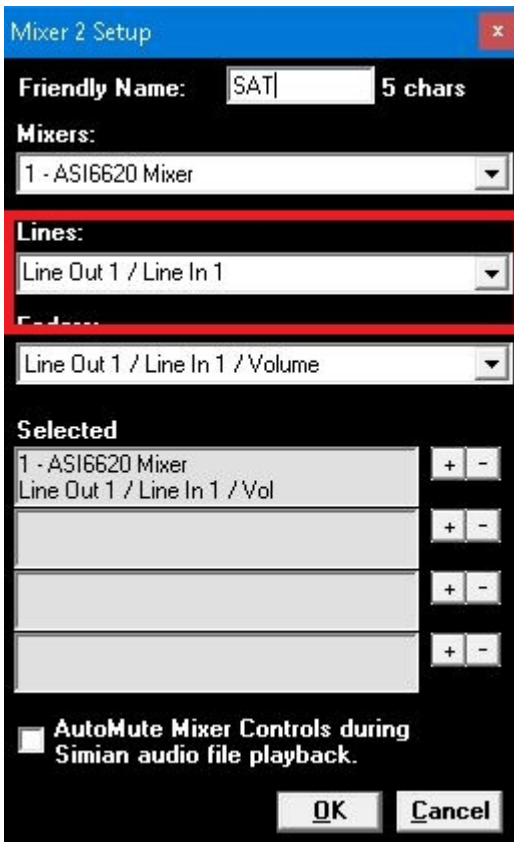 Mixer 2 Setup
x
Friendly Name: SAT 5 chars
Mixers:
1 - ASI6620 Mixer
Lines:
Line Out 1 / Line In 1
Line Out 1 / Line In 1 / Volume
Selected
1 - ASI6620 Mixer
Line Out 1 / Line In 1 / Vol
+ -
+ -
+ -
+ -
AutoMute Mixer Controls during
Simian audio file playback.
OK Cancel